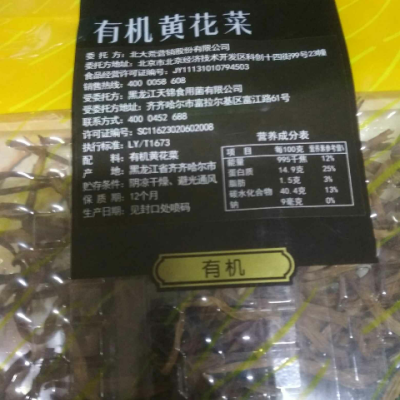 有机黄花菜
委 托 方：北大荒营销股份有限公司
委托方地址：北京市北京经济技术开发区科创十四街99号23幢
食品经营许可证编号：JY11131010794503
销售热线：400 0058 608
受委托方：黑龙江天锦食用菌有限公司
受委托方地址：齐齐哈尔市富拉尔基区富江路61号
联系方式：400 0452 688
许可证编号：SC11623020602008
执行标准：LY/T1673
配 料：有机黄花菜
产 地：黑龙江省齐齐哈尔市
贮存条件：阴凉干燥、避光通风
保 质 期：12个月
生产日期：见封口处喷码
营养成分表
项目 每100克 营养素参考值%
能量 995千焦 12%
蛋白质 14.9克 25%
脂肪 1.5克 3%
碳水化合物 40.4克 13%
钠 9毫克 0%
有机